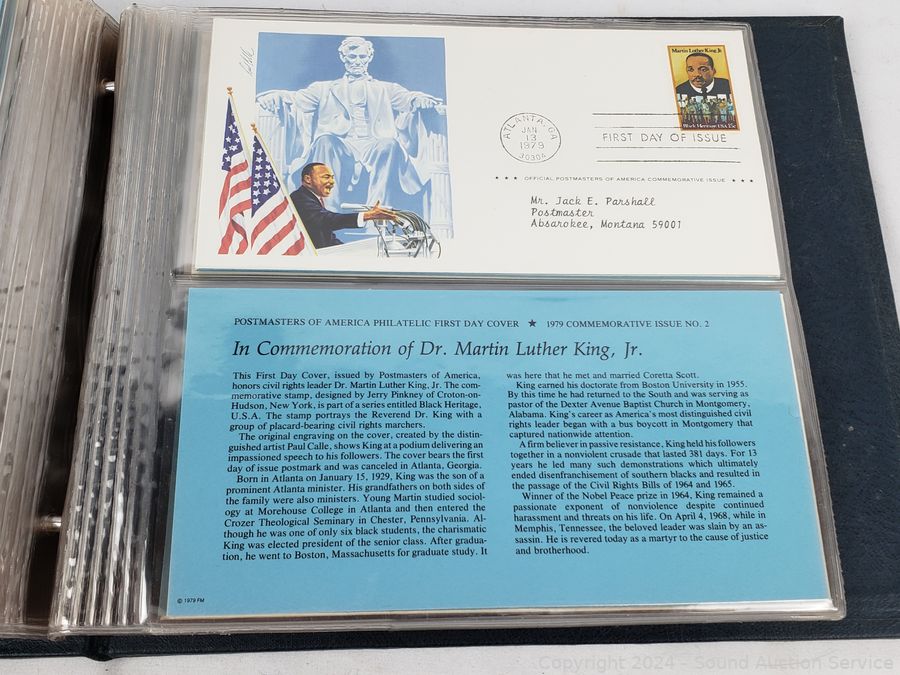 Martin Luther King Jr.
Black Heritage USA 15c
ATLANTA, GA
JAN
13
1979
30304
FIRST DAY OF ISSUE
★ ★ ★ OFFICIAL POSTMASTERS OF AMERICA COMMEMORATIVE ISSUE ★ ★ ★
Mr. Jack E. Parshall
Postmaster
Absarokee, Montana 59001
POSTMASTERS OF AMERICA PHILATELIC FIRST DAY COVER ★ 1979 COMMEMORATIVE ISSUE NO. 2
In Commemoration of Dr. Martin Luther King, Jr.
This First Day Cover, issued by Postmasters of America,
honors civil rights leader Dr. Martin Luther King, Jr. The com-
memorative stamp, designed by Jerry Pinkney of Croton-on-
Hudson, New York, is part of a series entitled Black Heritage,
U.S.A. The stamp portrays the Reverend Dr. King with a
group of placard-bearing civil rights marchers.
The original engraving on the cover, created by the distin-
guished artist Paul Calle, shows King at a podium delivering an
impassioned speech to his followers. The cover bears the first
day of issue postmark and was canceled in Atlanta, Georgia.
Born in Atlanta on January 15, 1929, King was the son of a
prominent Atlanta minister. His grandfathers on both sides of
the family were also ministers. Young Martin studied sociol-
ogy at Morehouse College in Atlanta and then entered the
Crozer Theological Seminary in Chester, Pennsylvania. Al-
though he was one of only six black students, the charismatic
King was elected president of the senior class. After gradua-
tion, he went to Boston, Massachusetts for graduate study. It
was here that he met and married Coretta Scott.
King earned his doctorate from Boston University in 1955.
By this time he had returned to the South and was serving as
pastor of the Dexter Avenue Baptist Church in Montgomery,
Alabama. King's career as America's most distinguished civil
rights leader began with a bus boycott in Montgomery that
captured nationwide attention.
A firm believer in passive resistance, King held his followers
together in a nonviolent crusade that lasted 381 days. For 13
years he led many such demonstrations which ultimately
ended disenfranchisement of southern blacks and resulted in
the passage of the Civil Rights Bills of 1964 and 1965.
Winner of the Nobel Peace prize in 1964, King remained a
passionate exponent of nonviolence despite continued
harassment and threats on his life. On April 4, 1968, while in
Memphis, Tennessee, the beloved leader was slain by an as-
sassin. He is revered today as a martyr to the cause of justice
and brotherhood.
© 1979 FM
Copyright 2024 - Sound Auction Service